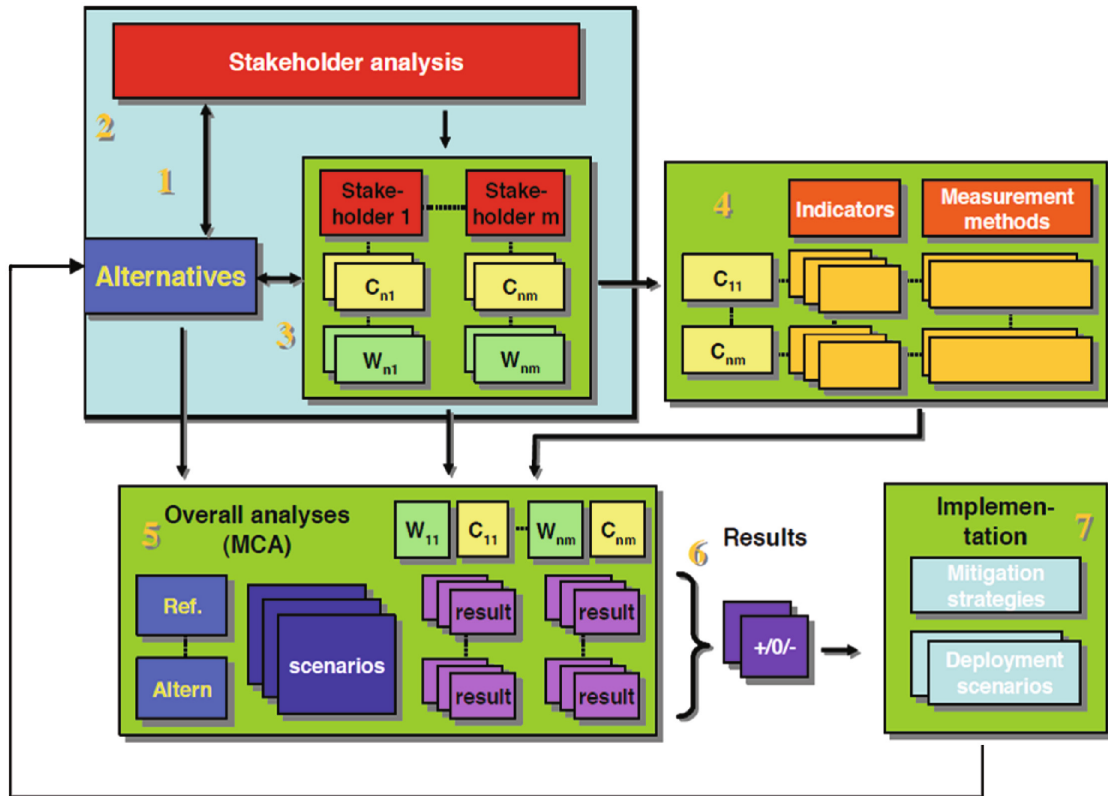 Stakeholder analysis
2
1
Stake-
holder 1
Stake-
holder m
Alternatives
3
Cn1
Cnm
Wn1
Wnm
4
Indicators
Measurement
methods
C11
Cnm
5
Overall analyses
(MCA)
W11
C11
Wnm
Cnm
Ref.
Altern
scenarios
result
result
result
result
6
Results
+/0/-
Implemen-
tation
7
Mitigation
strategies
Deployment
scenarios